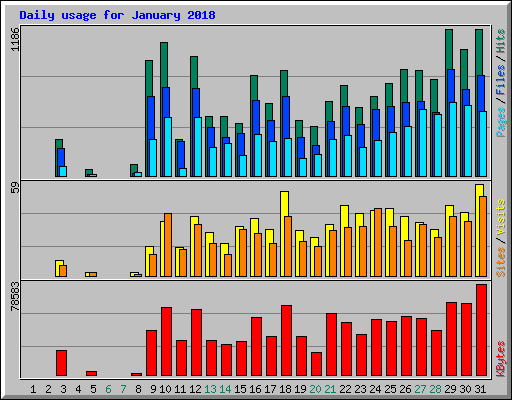 Daily usage for January 2018
1186
Pages / Files / Hits
59
Sites / Visits
78583
KBytes
1 2 3 4 5 6 7 8 9 10 11 12 13 14 15 16 17 18 19 20 21 22 23 24 25 26 27 28 29 30 31